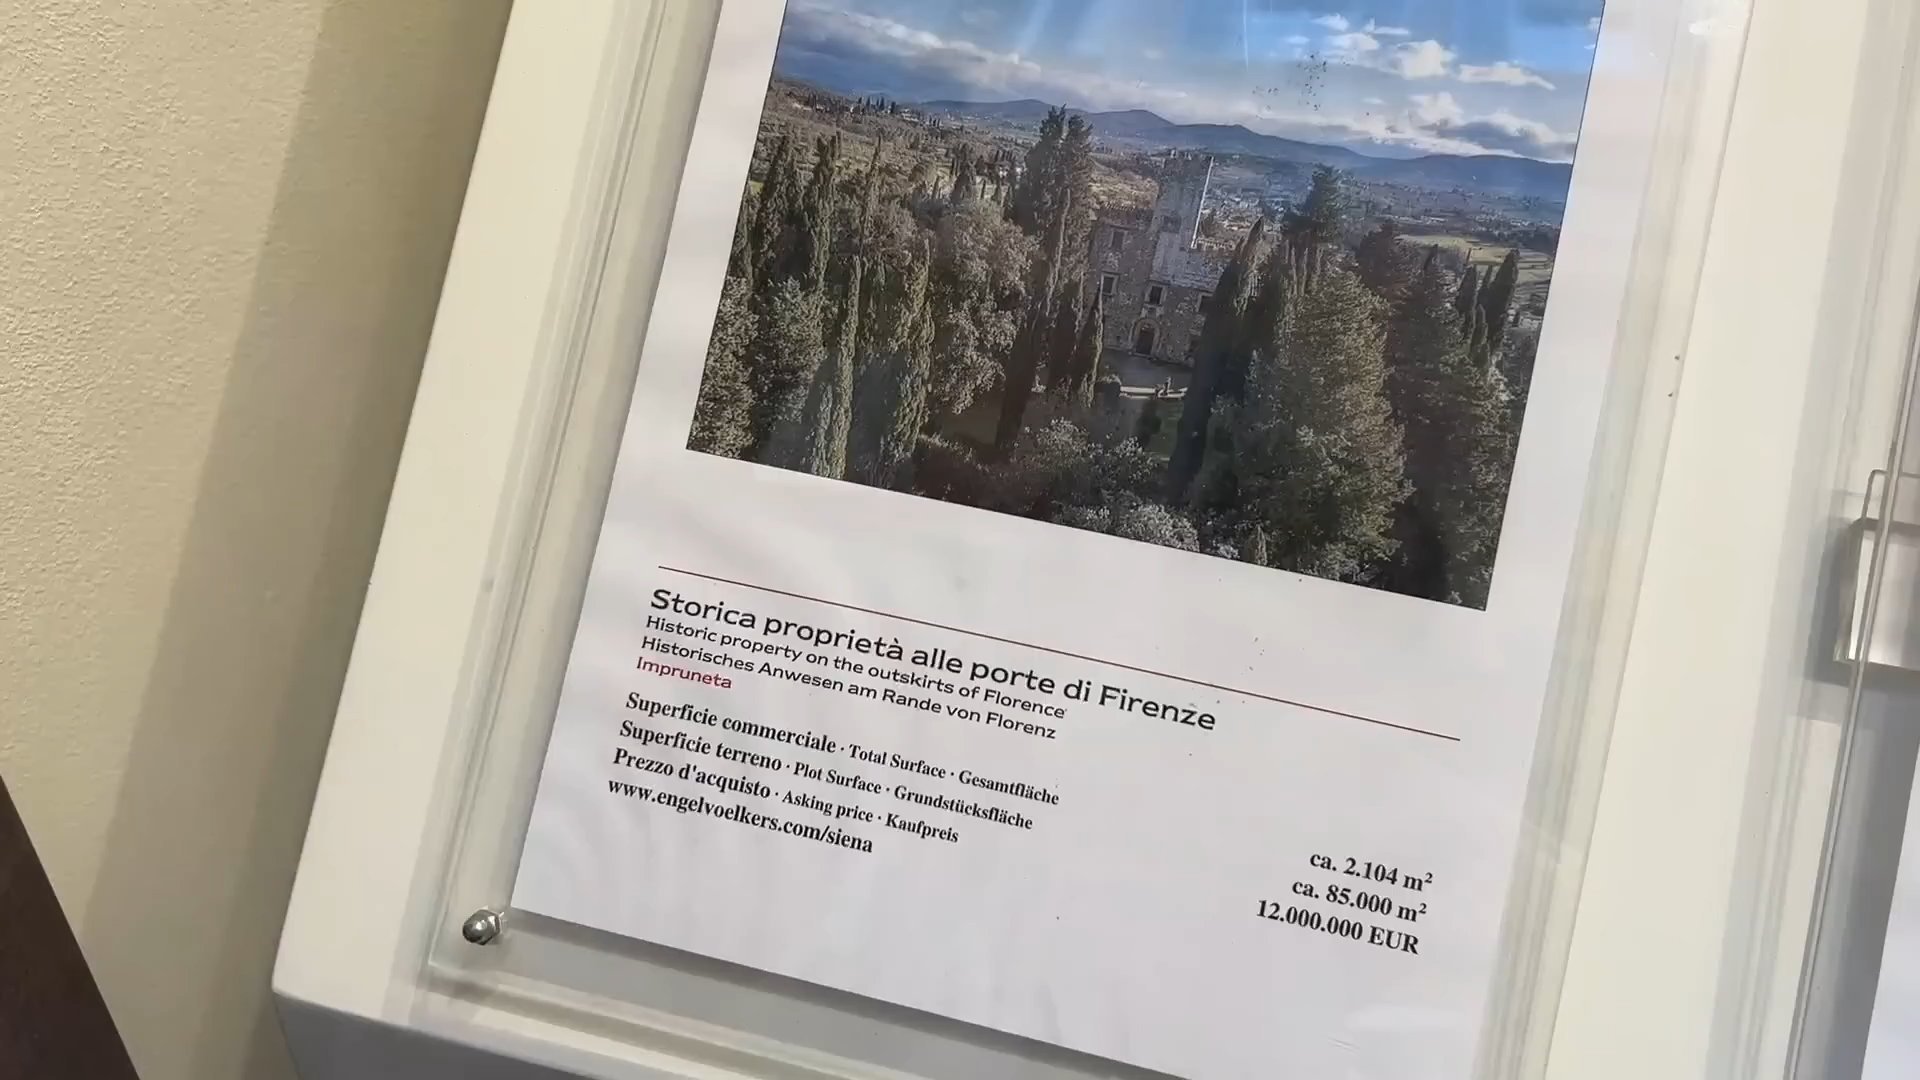 Storica proprietà alle porte di Firenze
Historic property on the outskirts of Florence
Historisches Anwesen am Rande von Florenz
Impruneta
Superficie commerciale · Total Surface · Gesamtfläche ca. 2.104 m²
Superficie terreno · Plot Surface · Grundstücksfläche ca. 85.000 m²
Prezzo d'acquisto · Asking price · Kaufpreis 12.000.000 EUR
www.engelvoelkers.com/siena